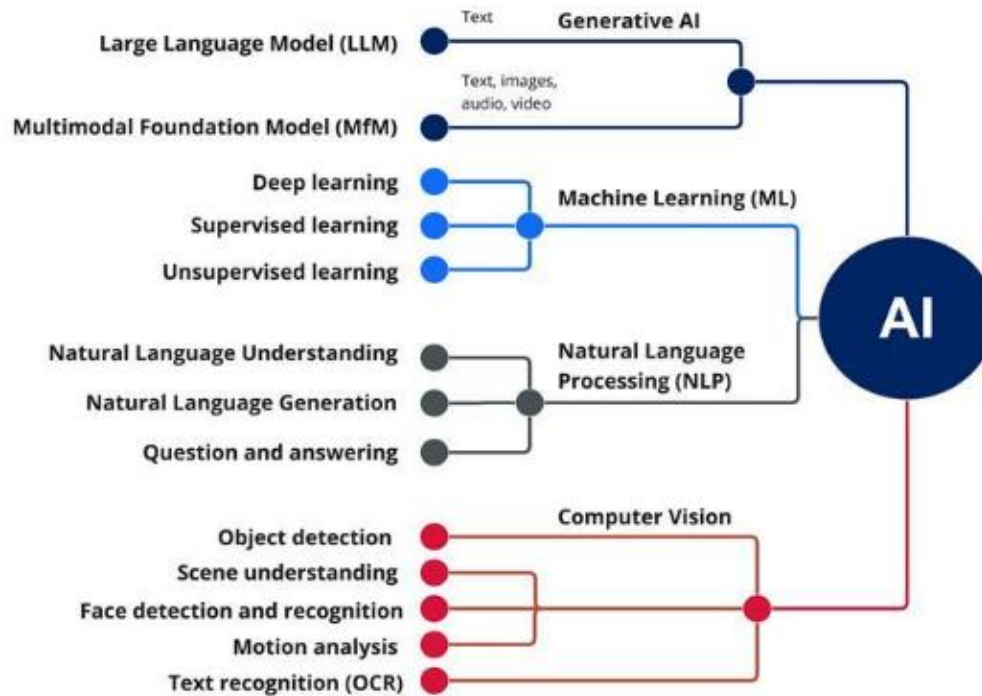 Text
Generative AI
Large Language Model (LLM)
Text, images,
audio, video
Multimodal Foundation Model (MfM)
Deep learning
Machine Learning (ML)
Supervised learning
Unsupervised learning
AI
Natural Language Understanding
Natural Language
Processing (NLP)
Natural Language Generation
Question and answering
Computer Vision
Object detection
Scene understanding
Face detection and recognition
Motion analysis
Text recognition (OCR)